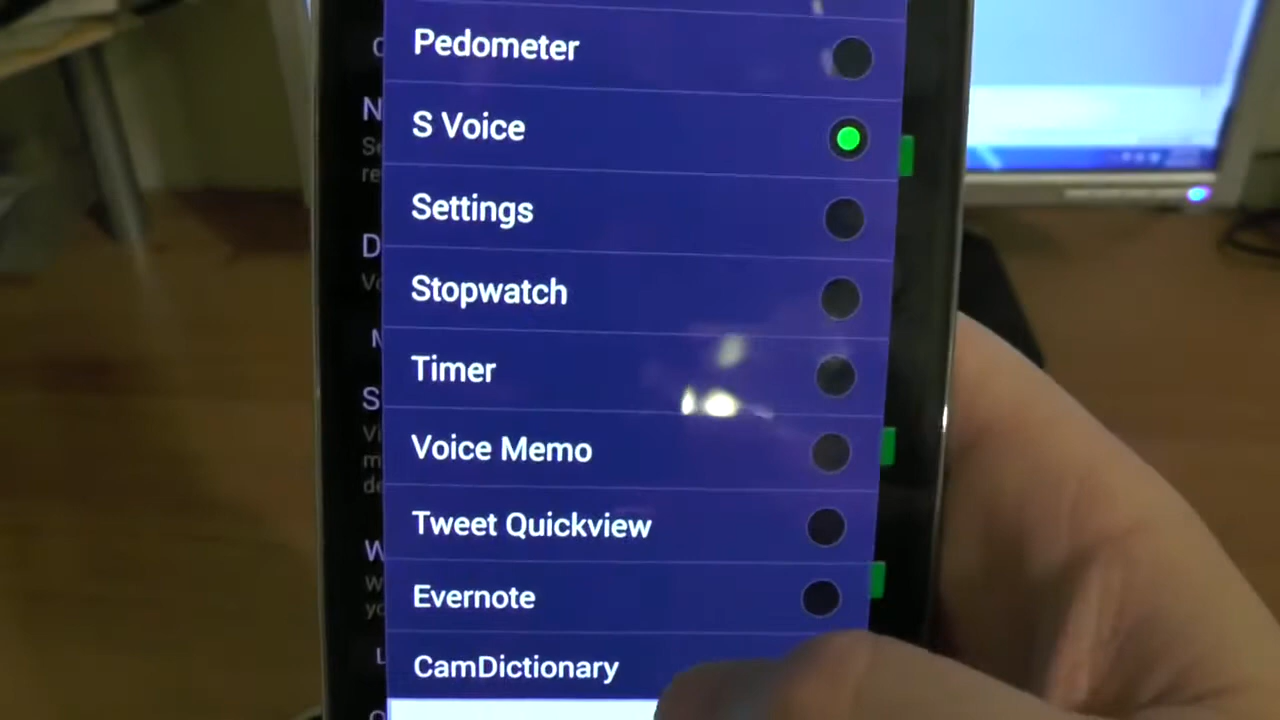 Pedometer
S Voice
Settings
Stopwatch
Timer
Voice Memo
Tweet Quickview
Evernote
CamDictionary